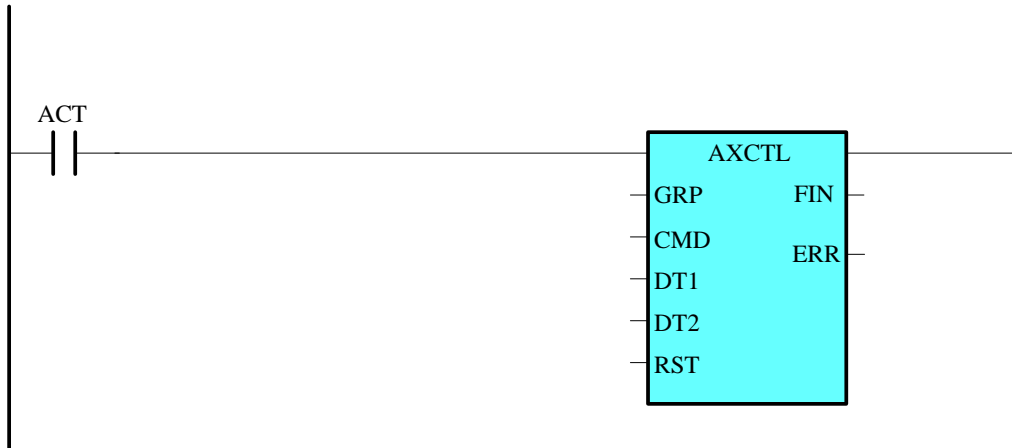 ACT
AXCTL
GRP FIN
CMD
ERR
DT1
DT2
RST